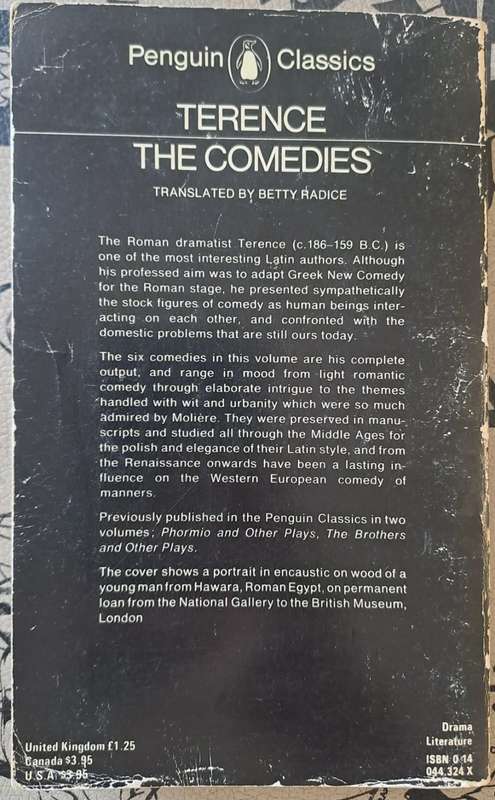 Penguin Classics
TERENCE
THE COMEDIES
TRANSLATED BY BETTY RADICE
The Roman dramatist Terence (c.186–159 B.C.) is
one of the most interesting Latin authors. Although
his professed aim was to adapt Greek New Comedy
for the Roman stage, he presented sympathetically
the stock figures of comedy as human beings inter-
acting on each other, and confronted with the
domestic problems that are still ours today.
The six comedies in this volume are his complete
output, and range in mood from light romantic
comedy through elaborate intrigue to the themes
handled with wit and urbanity which were so much
admired by Molière. They were preserved in manu-
scripts and studied all through the Middle Ages for
the polish and elegance of their Latin style, and from
the Renaissance onwards have been a lasting in-
fluence on the Western European comedy of
manners.
Previously published in the Penguin Classics in two
volumes; Phormio and Other Plays, The Brothers
and Other Plays.
The cover shows a portrait in encaustic on wood of a
young man from Hawara, Roman Egypt, on permanent
loan from the National Gallery to the British Museum,
London
United Kingdom £1.25
Canada $3.95
U.S.A. $3.95
Drama
Literature
ISBN 0 14
044.324 X